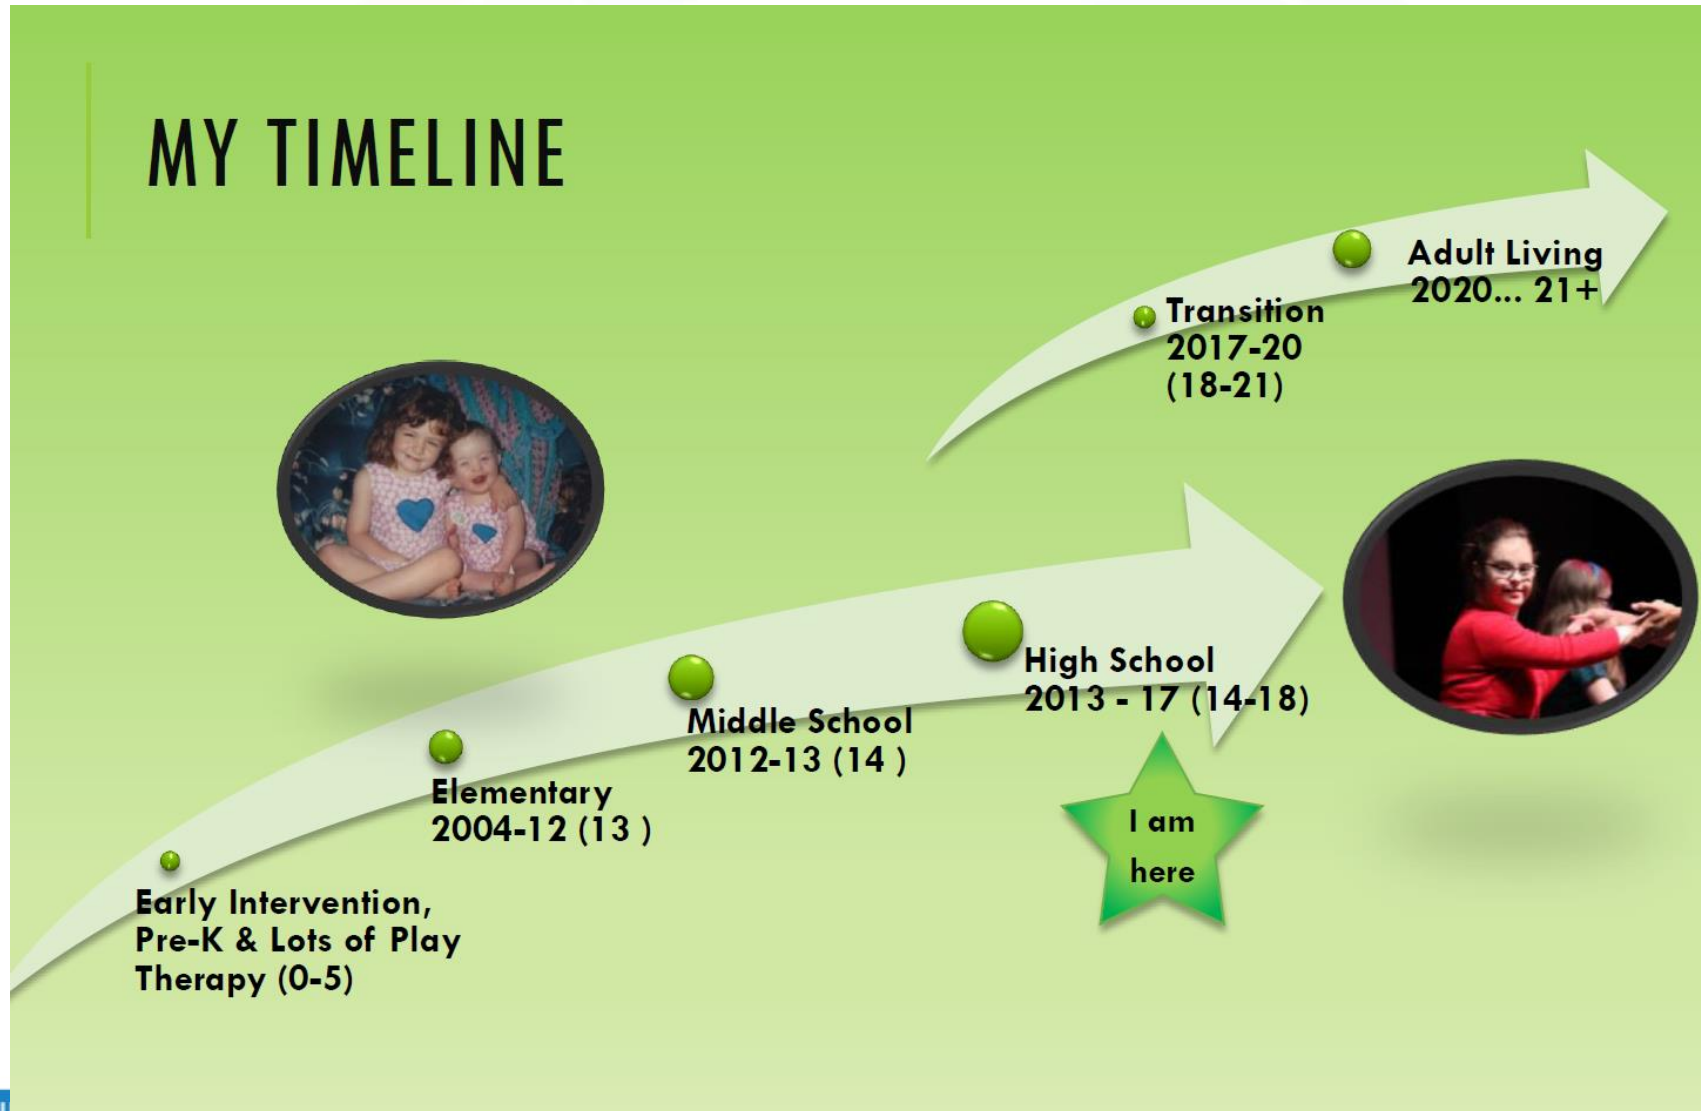 MY TIMELINE
Adult Living
2020... 21+
Transition
2017-20
(18-21)
High School
2013 - 17 (14-18)
Middle School
2012-13 (14 )
Elementary
2004-12 (13 )
Early Intervention,
Pre-K & Lots of Play
Therapy (0-5)
I am
here